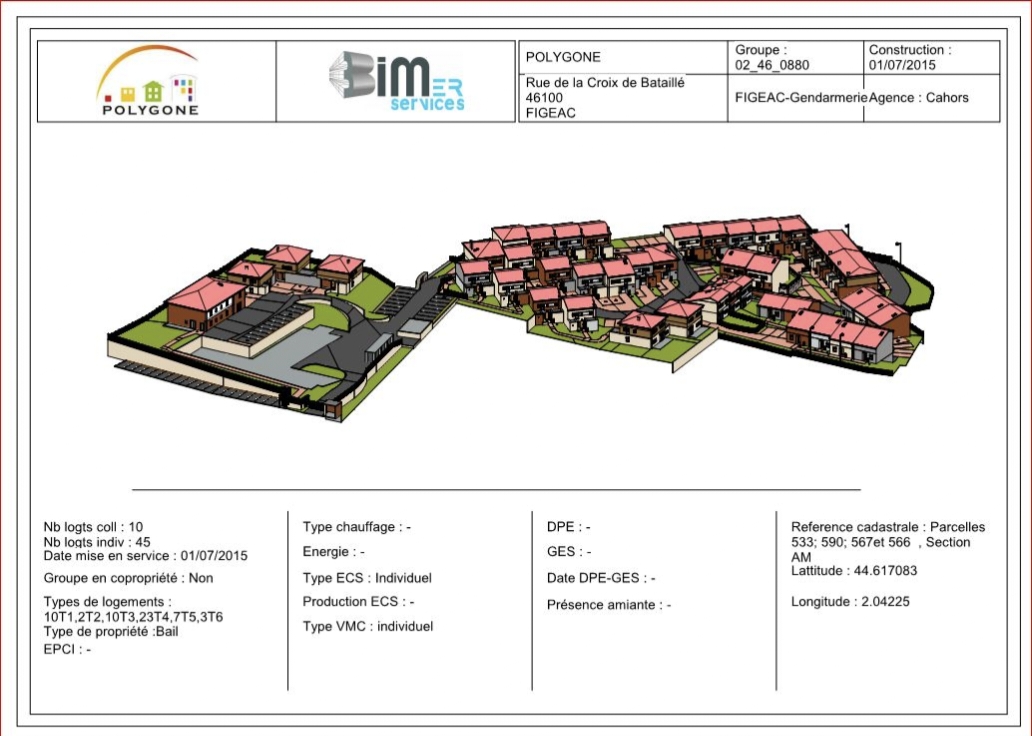 POLYGONE
BiMER
services
POLYGONE
Rue de la Croix de Bataillé
46100
FIGEAC
Groupe :
02_46_0880
FIGEAC-Gendarmerie
Construction :
01/07/2015
Agence : Cahors
Nb logts coll : 10
Nb logts indiv : 45
Date mise en service : 01/07/2015
Groupe en copropriété : Non
Types de logements :
10T1,2T2,10T3,23T4,7T5,3T6
Type de propriété :Bail
EPCI : -
Type chauffage : -
Energie : -
Type ECS : Individuel
Production ECS : -
Type VMC : individuel
DPE : -
GES : -
Date DPE-GES : -
Présence amiante : -
Reference cadastrale : Parcelles
533; 590; 567et 566 , Section
AM
Lattitude : 44.617083
Longitude : 2.04225